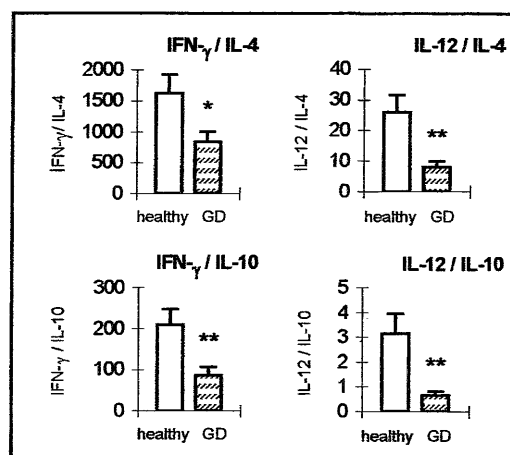 IFN-γ / IL-4
IFN-γ/ IL-4
2000
1500
1000
500
0
*
healthy GD
IL-12 / IL-4
IL-12 / IL-4
40
30
20
10
0
**
healthy GD
IFN-γ / IL-10
IFN-γ / IL-10
300
200
100
0
**
healthy GD
IL-12 / IL-10
IL-12 / IL-10
5
4
3
2
1
0
**
healthy GD